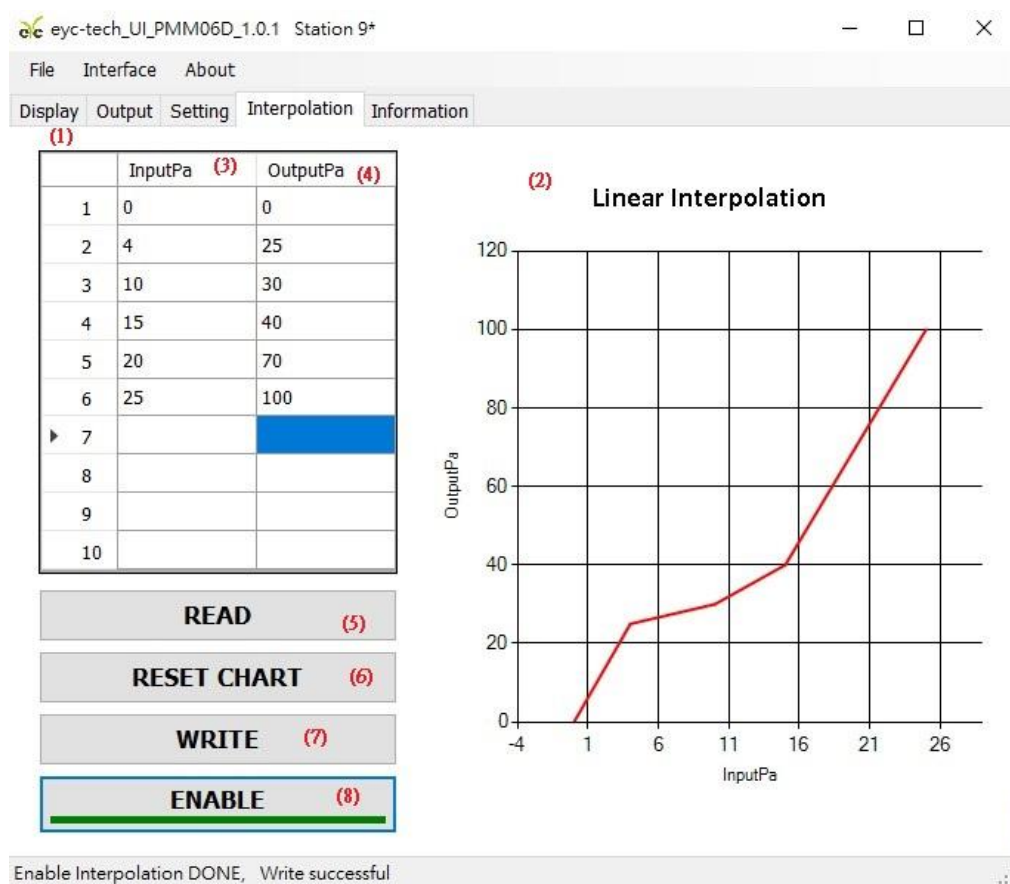 eyc eyc-tech_UI_PMM06D_1.0.1 Station 9*
File Interface About
Display Output Setting Interpolation Information
(1)
InputPa (3) OutputPa (4)
1 0 0
2 4 25
3 10 30
4 15 40
5 20 70
6 25 100
7
8
9
10
READ (5)
RESET CHART (6)
WRITE (7)
ENABLE (8)
(2)
Linear Interpolation
120
100
80
60
40
20
0
OutputPa
-4 1 6 11 16 21 26
InputPa
Enable Interpolation DONE, Write successful